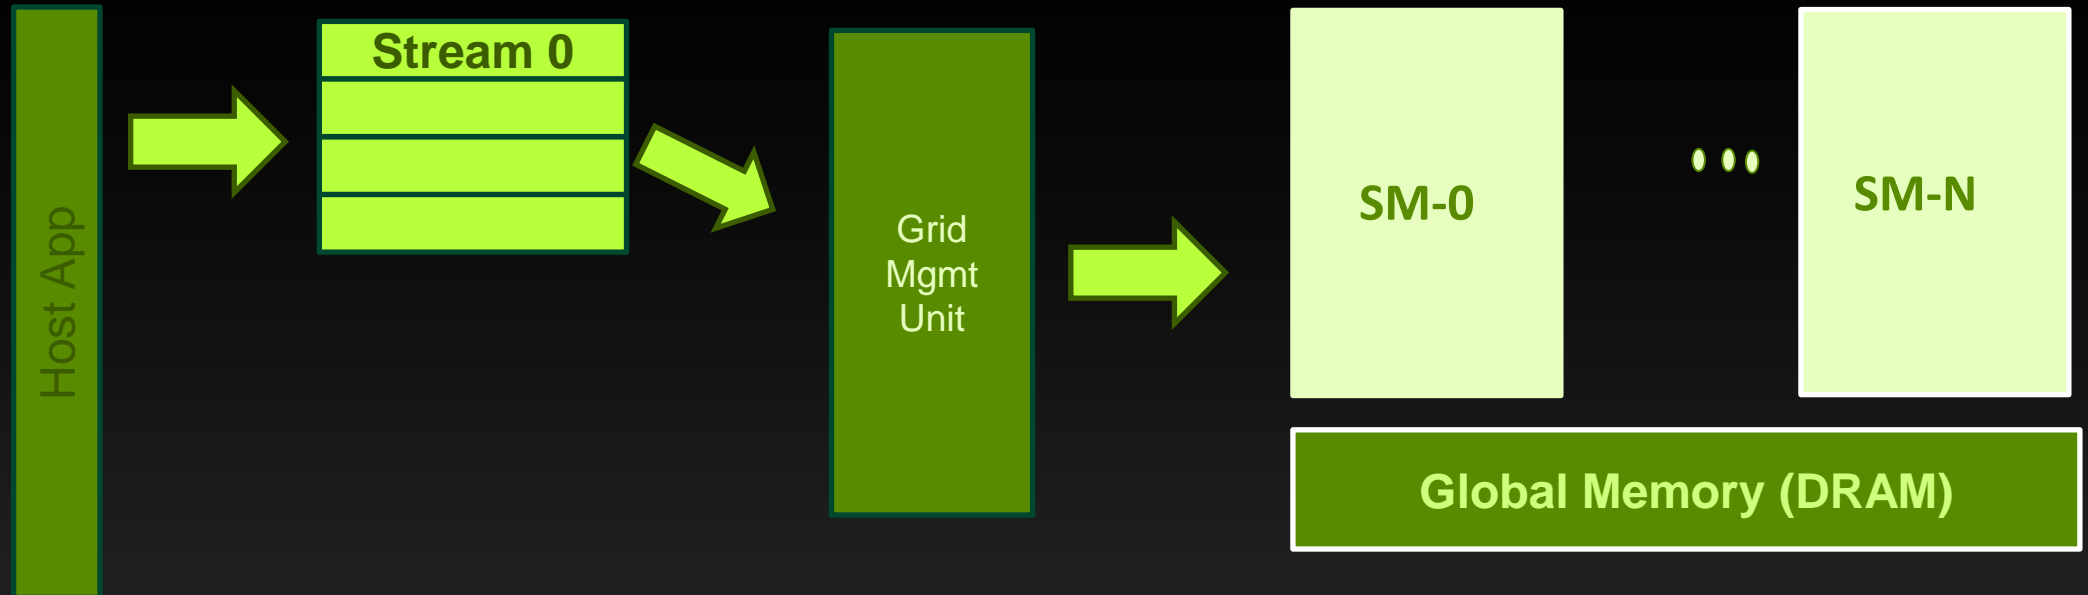 Host App
Stream 0
Grid
Mgmt
Unit
SM-0
SM-N
Global Memory (DRAM)